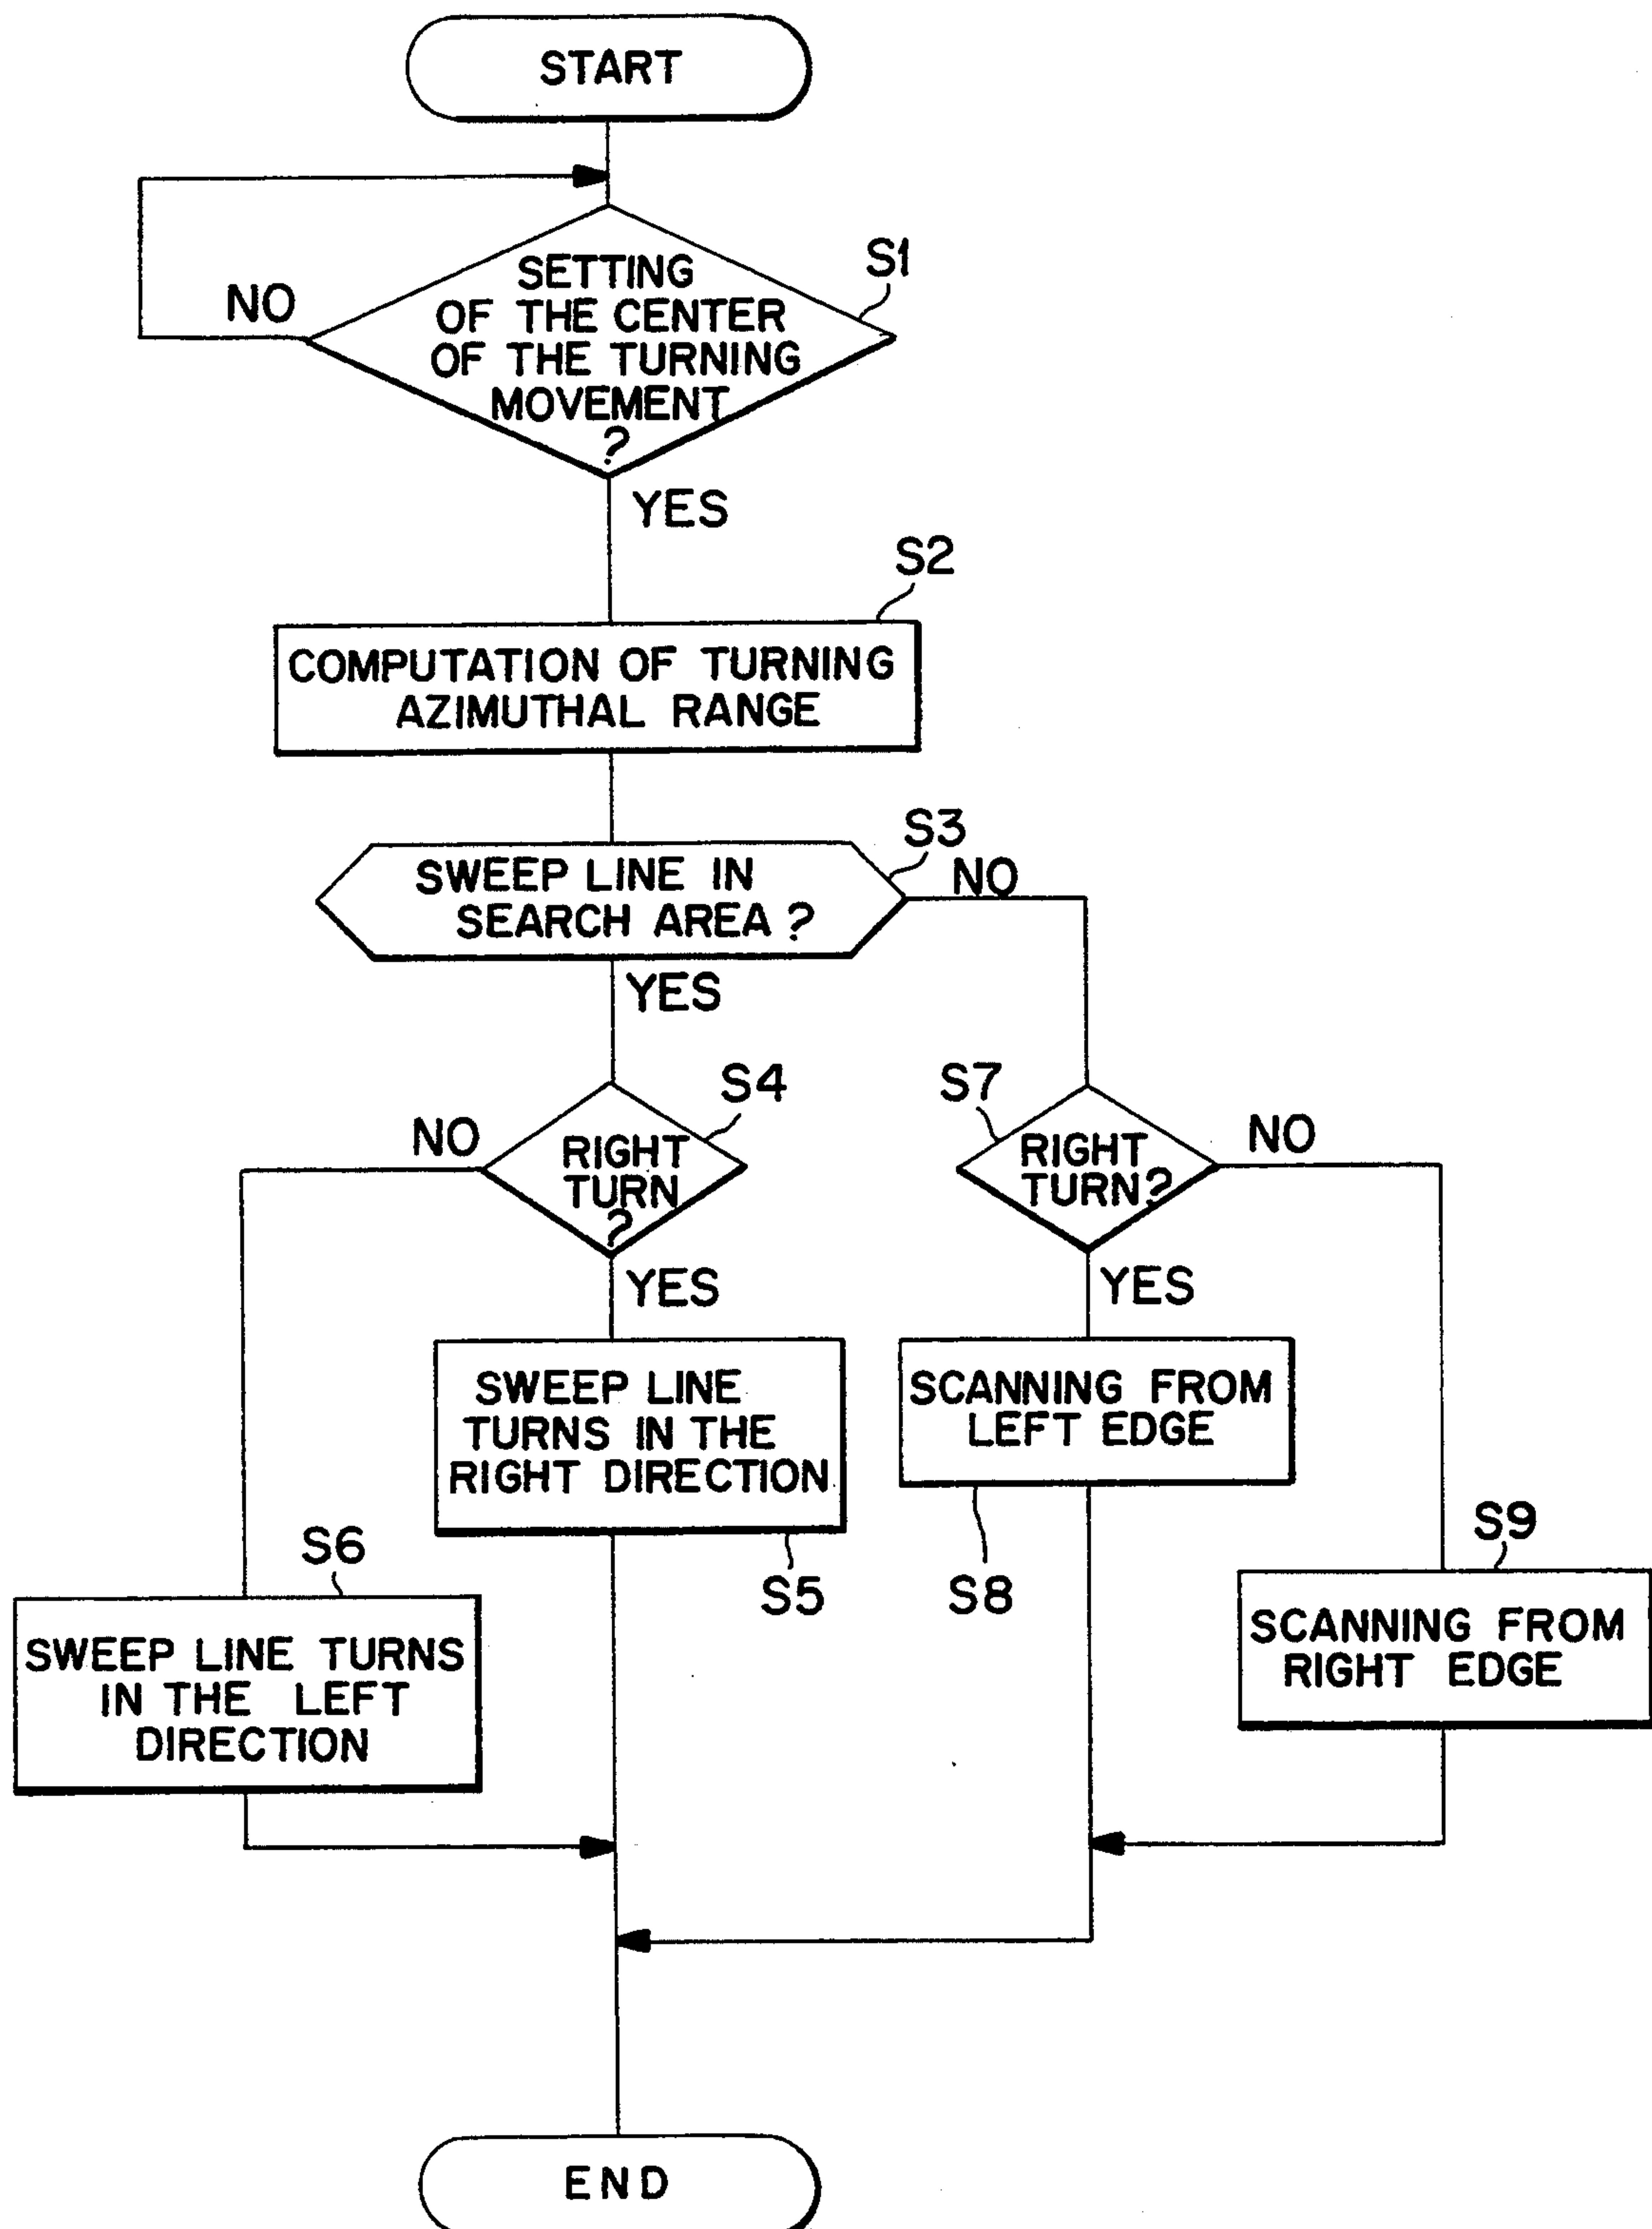 START
S1
NO
SETTING
OF THE CENTER
OF THE TURNING
MOVEMENT
?
YES
S2
COMPUTATION OF TURNING
AZIMUTHAL RANGE
S3
SWEEP LINE IN
SEARCH AREA ?
NO
YES
S4
NO
RIGHT
TURN
?
YES
S7
RIGHT
TURN?
NO
YES
SWEEP LINE
TURNS IN THE
RIGHT DIRECTION
S5
SCANNING FROM
LEFT EDGE
S8
S6
SWEEP LINE TURNS
IN THE LEFT
DIRECTION
S9
SCANNING FROM
RIGHT EDGE
END